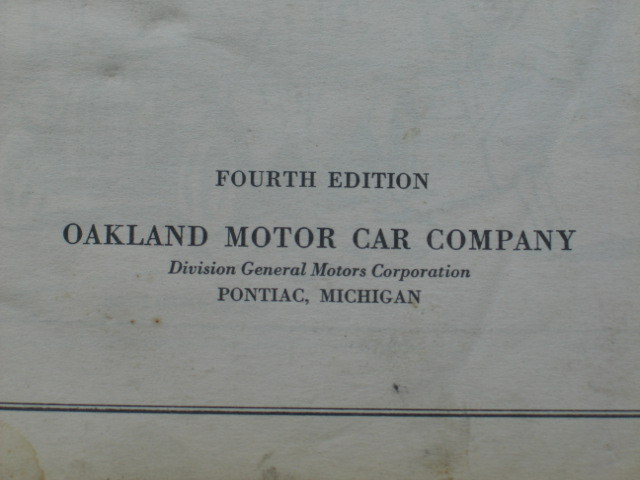 FOURTH EDITION
OAKLAND MOTOR CAR COMPANY
Division General Motors Corporation
PONTIAC, MICHIGAN